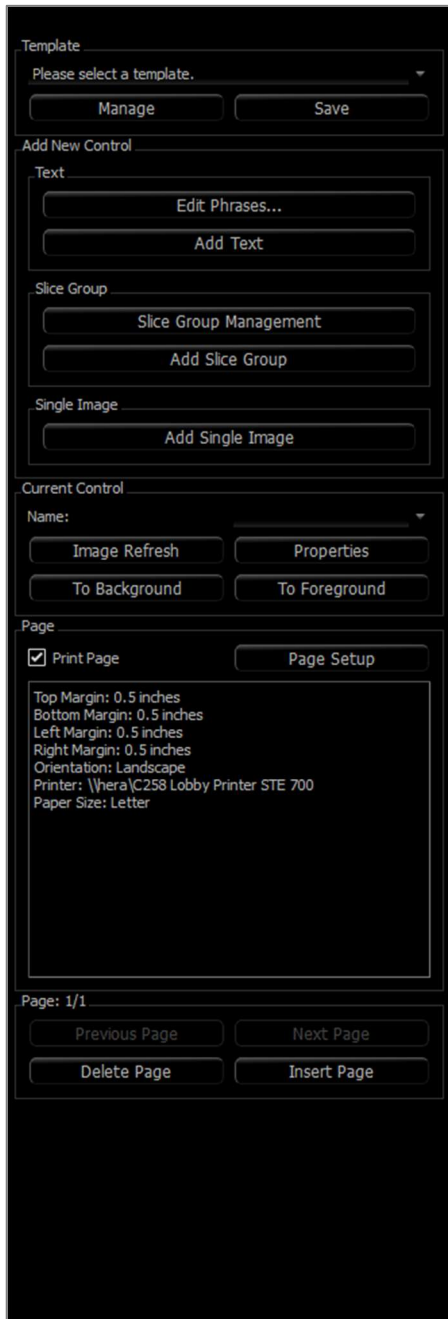 Template
Please select a template.
Manage
Save
Add New Control
Text
Edit Phrases...
Add Text
Slice Group
Slice Group Management
Add Slice Group
Single Image
Add Single Image
Current Control
Name:
Image Refresh
Properties
To Background
To Foreground
Page
Print Page
Page Setup
Top Margin: 0.5 inches
Bottom Margin: 0.5 inches
Left Margin: 0.5 inches
Right Margin: 0.5 inches
Orientation: Landscape
Printer: \\hera\C258 Lobby Printer STE 700
Paper Size: Letter
Page: 1/1
Previous Page
Next Page
Delete Page
Insert Page